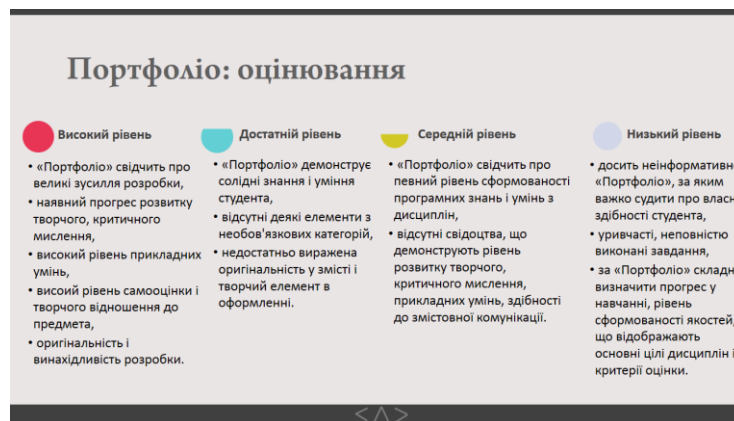 Портфоліо: оцінювання
Високий рівень
• «Портфоліо» свідчить про
великі зусилля розробки,
• наявний прогрес розвитку
творчого, критичного
мислення,
• високий рівень прикладних
умінь,
• висоий рівень самооцінки і
творчого відношення до
предмета,
• оригінальність і
винахідливість розробки.
Достатній рівень
• «Портфоліо» демонструє
солідні знання і уміння
студента,
• відсутні деякі елементи з
необов'язкових категорій,
• недостатньо виражена
оригінальність у змісті і
творчий елемент в
оформленні.
Середній рівень
• «Портфоліо» свідчить про
певний рівень сформованості
програмних знань і умінь з
дисциплін,
• відсутні свідоцтва, що
демонструють рівень
розвитку творчого,
критичного мислення,
прикладних умінь, здібності
до змістовної комунікації.
Низький рівень
• досить неінформативн
«Портфоліо», за яким
важко судити про власн
здібності студента,
• уривчасті, неповністю
виконані завдання,
• за «Портфоліо» складн
визначити прогрес у
навчанні, рівень
сформованості якостей,
що відображають
основні цілі дисциплін і
критерії оцінки.